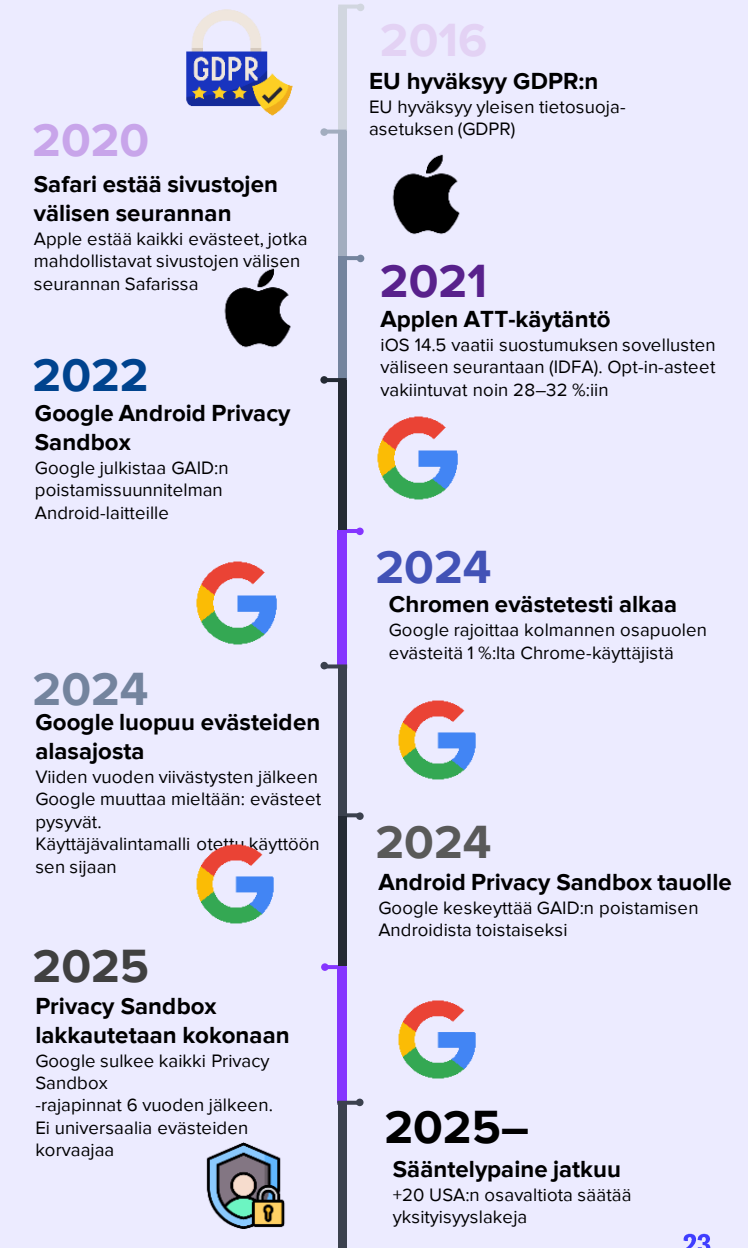 GDPR
2016
EU hyväksyy GDPR:n
EU hyväksyy yleisen tietosuoja-
asetuksen (GDPR)
2020
Safari estää sivustojen
välisen seurannan
Apple estää kaikki evästeet, jotka
mahdollistavat sivustojen välisen
seurannan Safarissa
2021
Applen ATT-käytäntö
iOS 14.5 vaatii suostumuksen sovellusten
väliseen seurantaan (IDFA). Opt-in-asteet
vakiintuvat noin 28–32 %:iin
2022
Google Android Privacy
Sandbox
Google julkistaa GAID:n
poistamissuunnitelman
Android-laitteille
2024
Chromen evästetesti alkaa
Google rajoittaa kolmannen osapuolen
evästeitä 1 %:lta Chrome-käyttäjistä
2024
Google luopuu evästeiden
alasajosta
Viiden vuoden viivästysten jälkeen
Google muuttaa mieltään: evästeet
pysyvät.
Käyttäjävalintamalli otettu käyttöön
sen sijaan
2024
Android Privacy Sandbox tauolle
Google keskeyttää GAID:n poistamisen
Androidista toistaiseksi
2025
Privacy Sandbox
lakkautetaan kokonaan
Google sulkee kaikki Privacy
Sandbox
-rajapinnat 6 vuoden jälkeen.
Ei universaalia evästeiden
korvaajaa
2025–
Sääntelypaine jatkuu
+20 USA:n osavaltiota säätää
yksityisyyslakeja
23